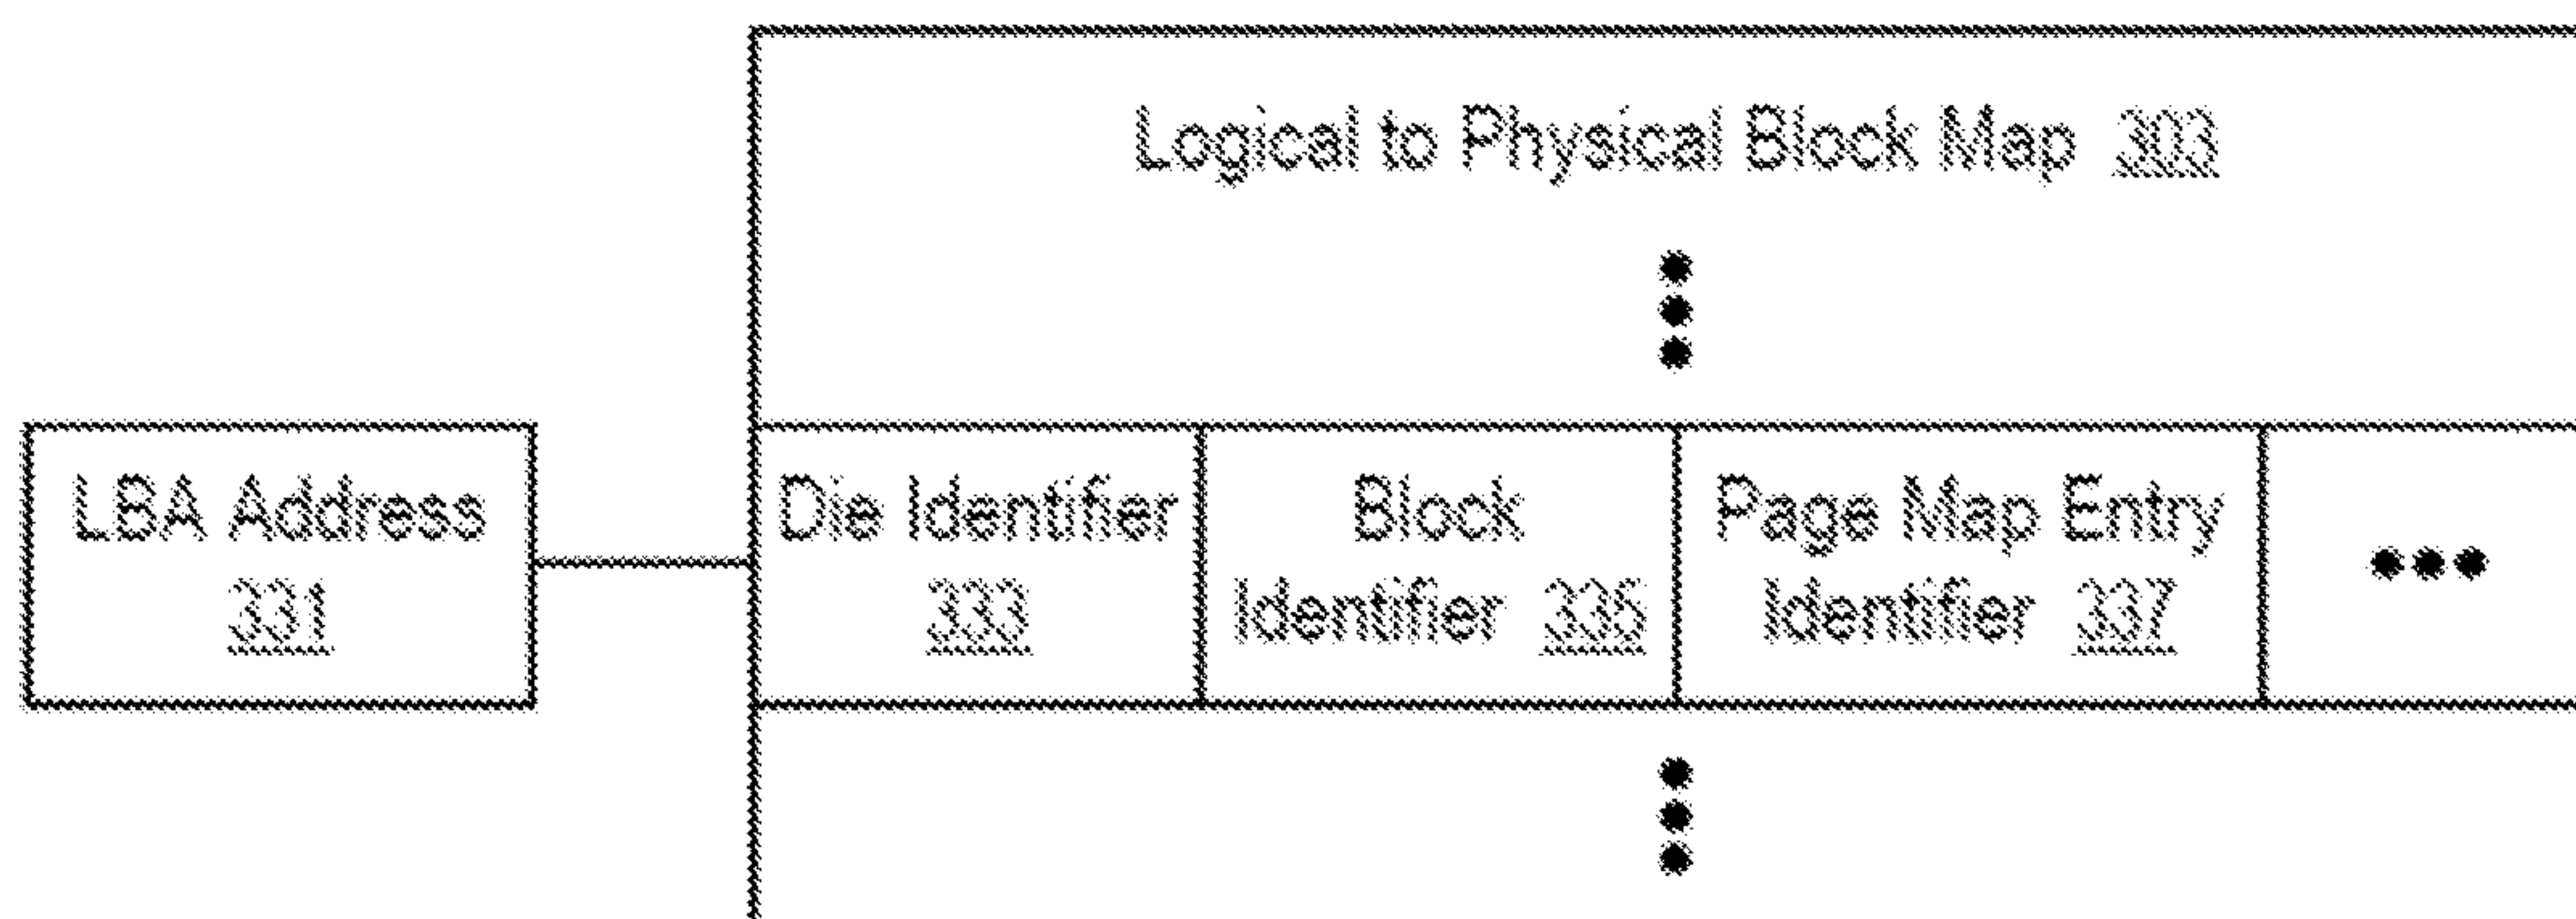 Logical to Physical Block Map 303
LBA Address
331
Die Identifier
333
Block
Identifier 335
Page Map Entry
Identifier 337